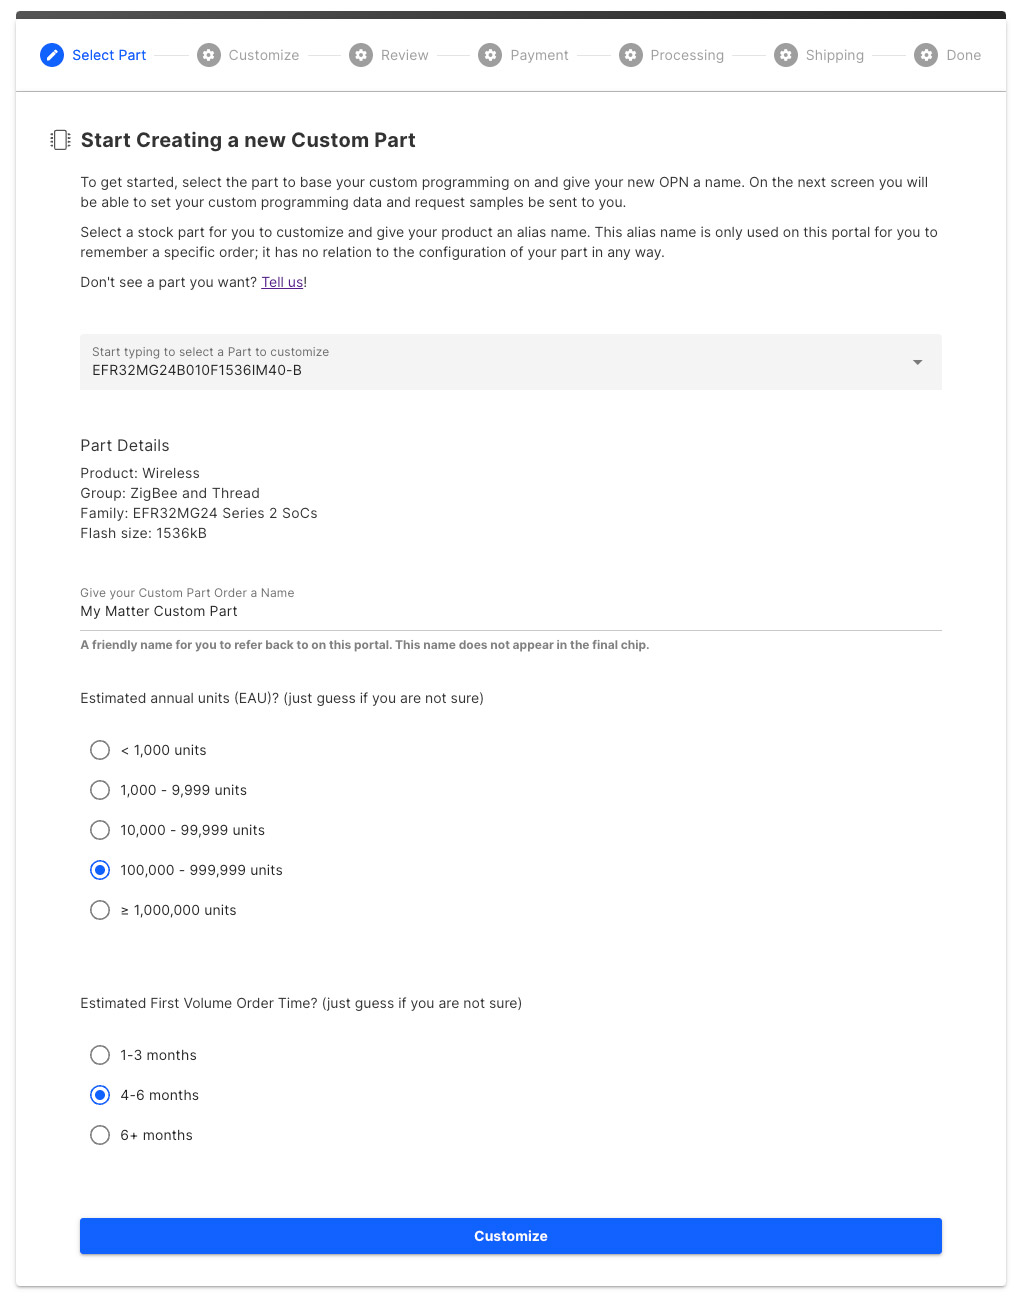 Select Part
Customize
Review
Payment
Processing
Shipping
Done
Start Creating a new Custom Part
To get started, select the part to base your custom programming on and give your new OPN a name. On the next screen you will
be able to set your custom programming data and request samples be sent to you.
Select a stock part for you to customize and give your product an alias name. This alias name is only used on this portal for you to
remember a specific order; it has no relation to the configuration of your part in any way.
Don't see a part you want? Tell us!
Start typing to select a Part to customize
EFR32MG24B010F1536IM40-B
Part Details
Product: Wireless
Group: ZigBee and Thread
Family: EFR32MG24 Series 2 SoCs
Flash size: 1536kB
Give your Custom Part Order a Name
My Matter Custom Part
A friendly name for you to refer back to on this portal. This name does not appear in the final chip.
Estimated annual units (EAU)? (just guess if you are not sure)
< 1,000 units
1,000 - 9,999 units
10,000 - 99,999 units
100,000 - 999,999 units
≥ 1,000,000 units
Estimated First Volume Order Time? (just guess if you are not sure)
1-3 months
4-6 months
6+ months
Customize